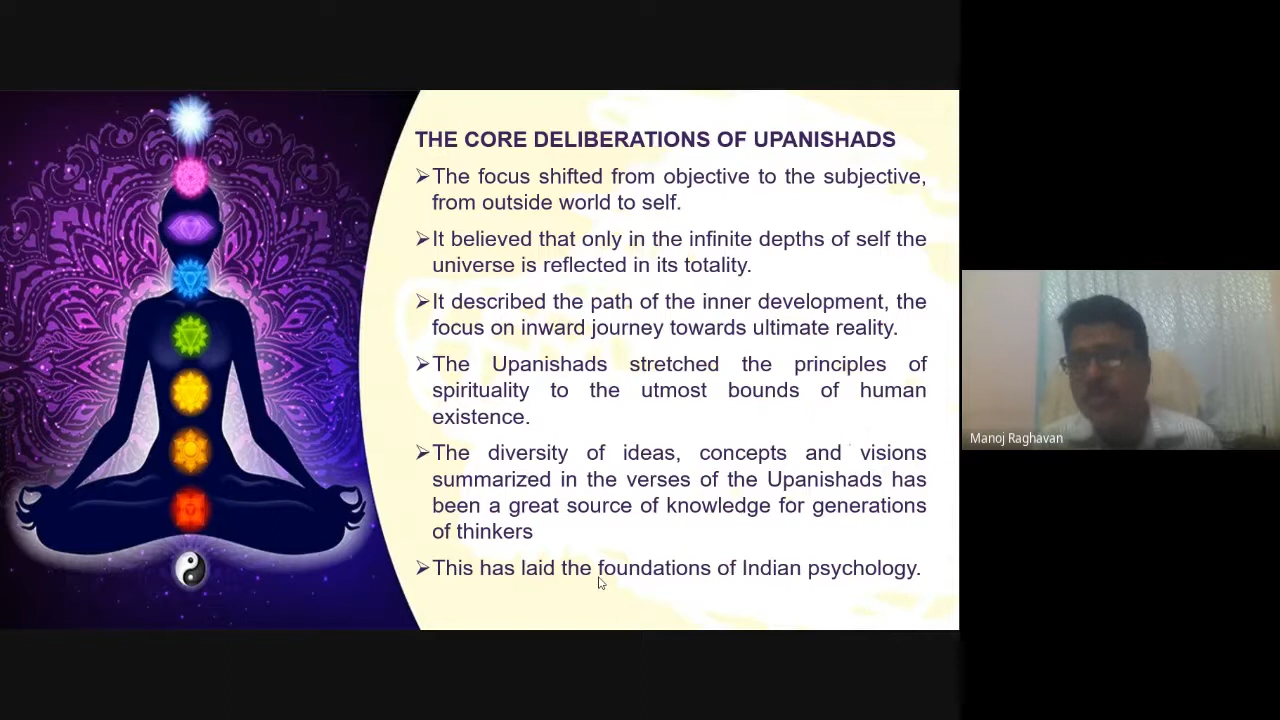 THE CORE DELIBERATIONS OF UPANISHADS
➢The focus shifted from objective to the subjective,
from outside world to self.
➢It believed that only in the infinite depths of self the
universe is reflected in its totality.
➢It described the path of the inner development, the
focus on inward journey towards ultimate reality.
➢The Upanishads stretched the principles of
spirituality to the utmost bounds of human
existence.
➢The diversity of ideas, concepts and visions
summarized in the verses of the Upanishads has
been a great source of knowledge for generations
of thinkers
➢This has laid the foundations of Indian psychology.
Manoj Raghavan